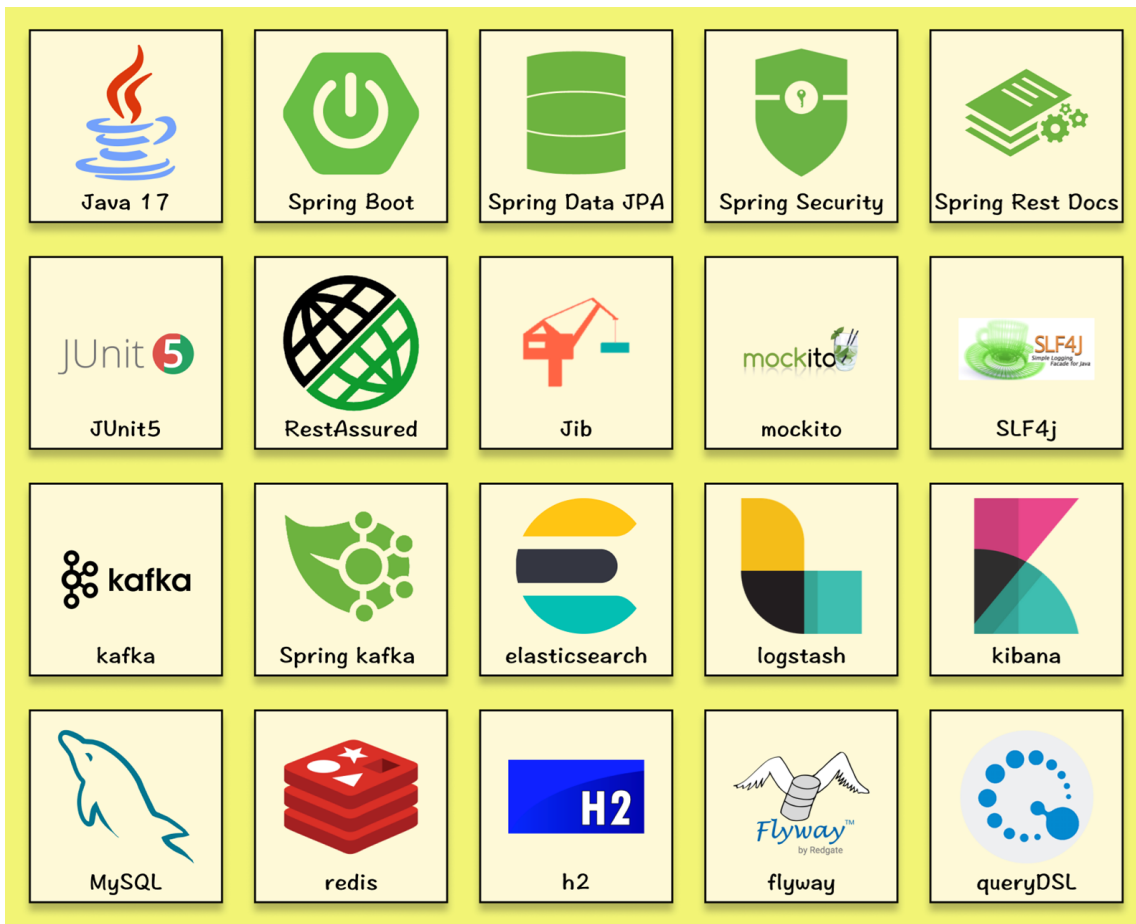 Java 17
Spring Boot
Spring Data JPA
Spring Security
Spring Rest Docs
JUnit 5
JUnit5
RestAssured
Jib
mockito
mockito
SLF4J
Simple Logging
Facade for Java
SLF4j
kafka
kafka
Spring kafka
elasticsearch
logstash
kibana
MySQL
redis
H2
h2
Flyway™
by Redgate
flyway
queryDSL